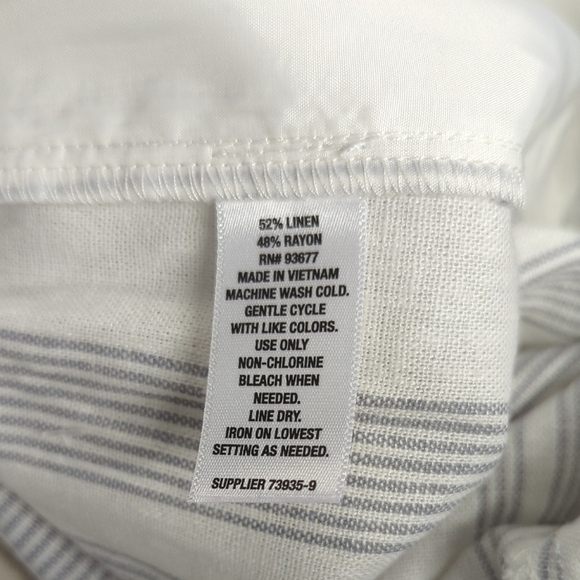 52% LINEN
48% RAYON
RN# 93677
MADE IN VIETNAM
MACHINE WASH COLD.
GENTLE CYCLE
WITH LIKE COLORS.
USE ONLY
NON-CHLORINE
BLEACH WHEN
NEEDED.
LINE DRY.
IRON ON LOWEST
SETTING AS NEEDED.
SUPPLIER 73935-9